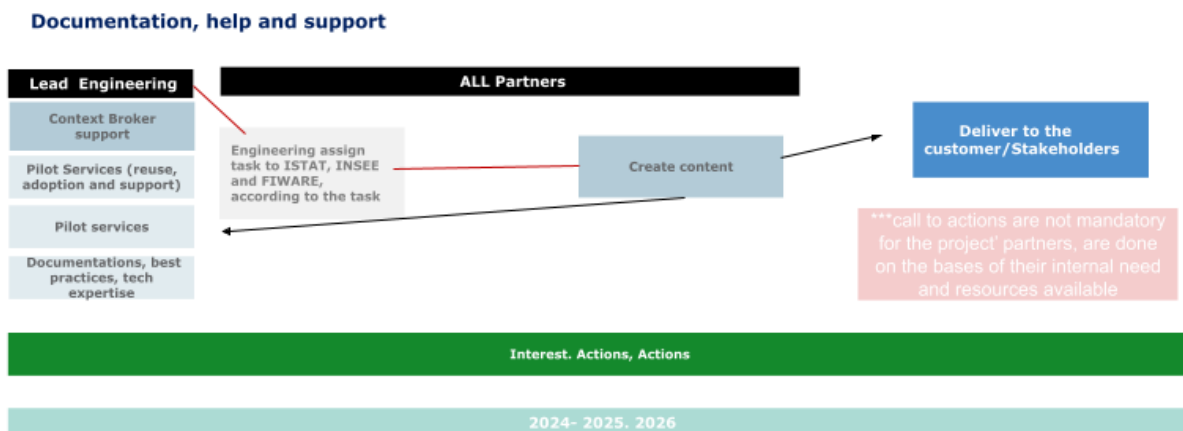 Documentation, help and support
Lead  Engineering
ALL Partners
Context Broker
support
Pilot Services (reuse,
adoption and support)
Pilot services
Documentations, best
practices, tech
expertise
Engineering assign
task to ISTAT, INSEE
and FIWARE,
according to the task
Create content
Deliver to the
customer/Stakeholders
***call to actions are not mandatory
for the project' partners, are done
on the bases of their internal need
and resources available
Interest. Actions, Actions
2024- 2025. 2026